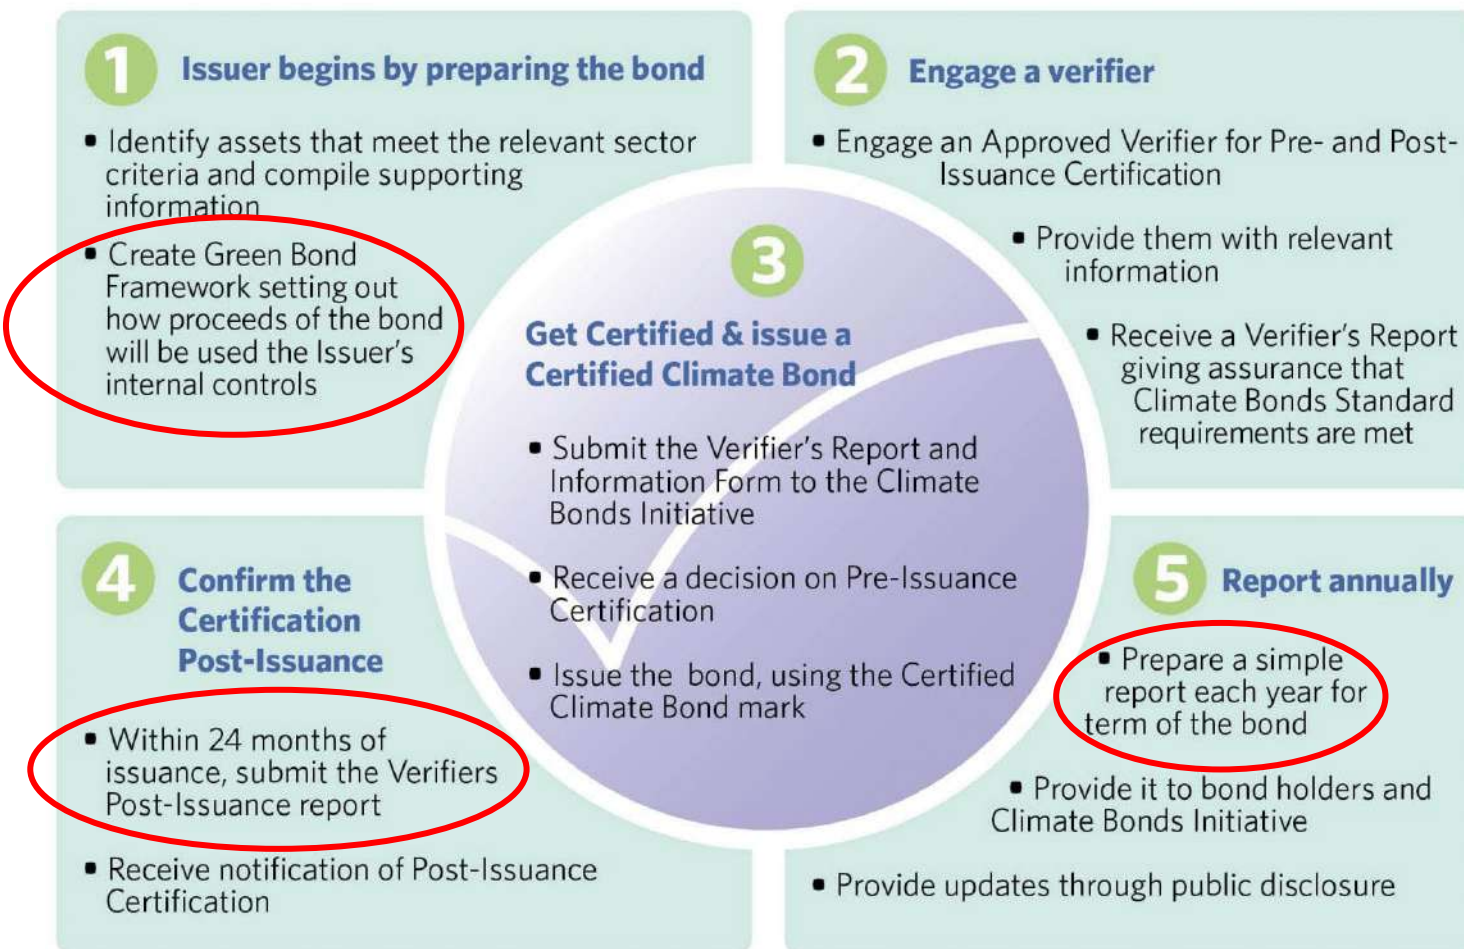 1 Issuer begins by preparing the bond
▪ Identify assets that meet the relevant sector
criteria and compile supporting
information
▪ Create Green Bond
Framework setting out
how proceeds of the bond
will be used the Issuer's
internal controls
2 Engage a verifier
▪ Engage an Approved Verifier for Pre- and Post-
Issuance Certification
▪ Provide them with relevant
information
▪ Receive a Verifier's Report
giving assurance that
Climate Bonds Standard
requirements are met
3
Get Certified & issue a
Certified Climate Bond
▪ Submit the Verifier's Report and
Information Form to the Climate
Bonds Initiative
▪ Receive a decision on Pre-Issuance
Certification
▪ Issue the bond, using the Certified
Climate Bond mark
4 Confirm the
Certification
Post-Issuance
▪ Within 24 months of
issuance, submit the Verifiers
Post-Issuance report
▪ Receive notification of Post-Issuance
Certification
5 Report annually
▪ Prepare a simple
report each year for
term of the bond
▪ Provide it to bond holders and
Climate Bonds Initiative
▪ Provide updates through public disclosure